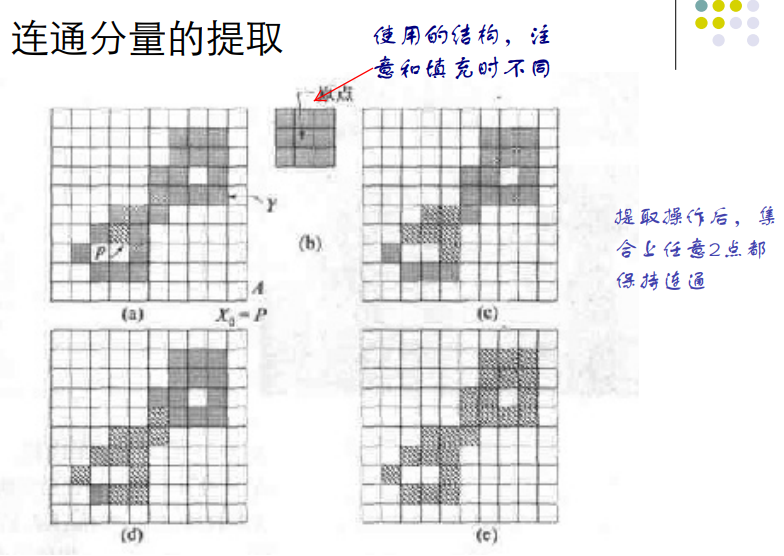 连通分量的提取
使用的结构，注
意和填充时不同
原点
Y
p
(b)
提取操作后，集
合上任意2点都
保持连通
A
(a)
X₀ = P
(c)
(d)
(e)